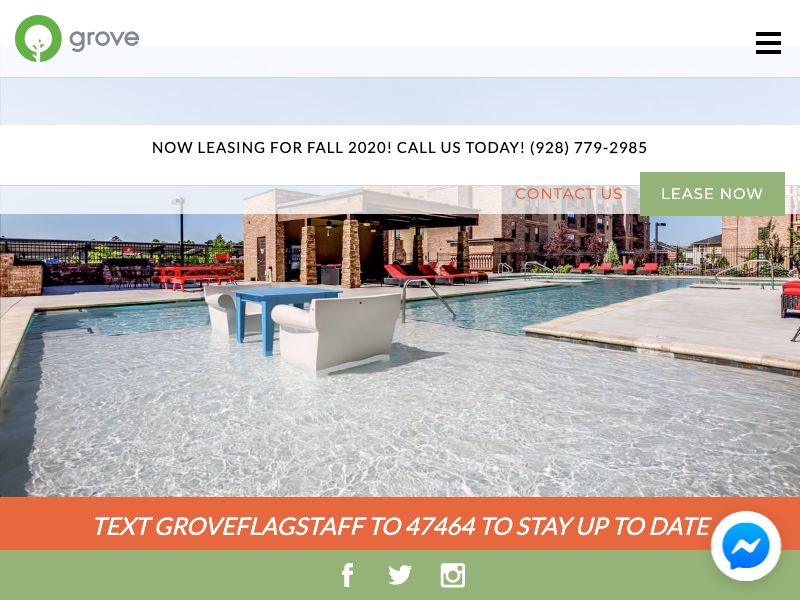 grove
NOW LEASING FOR FALL 2020! CALL US TODAY! (928) 779-2985
CONTACT US
LEASE NOW
TEXT GROVEFLAGSTAFF TO 47464 TO STAY UP TO DATE